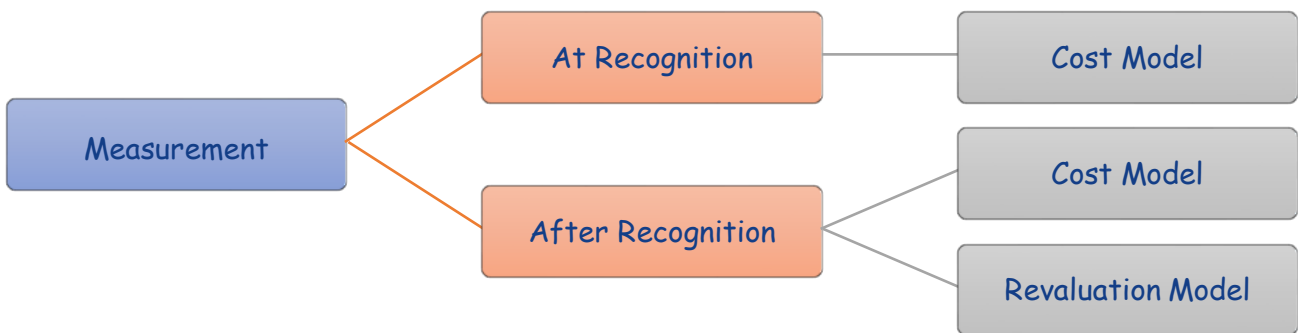 Measurement
At Recognition
Cost Model
After Recognition
Cost Model
Revaluation Model